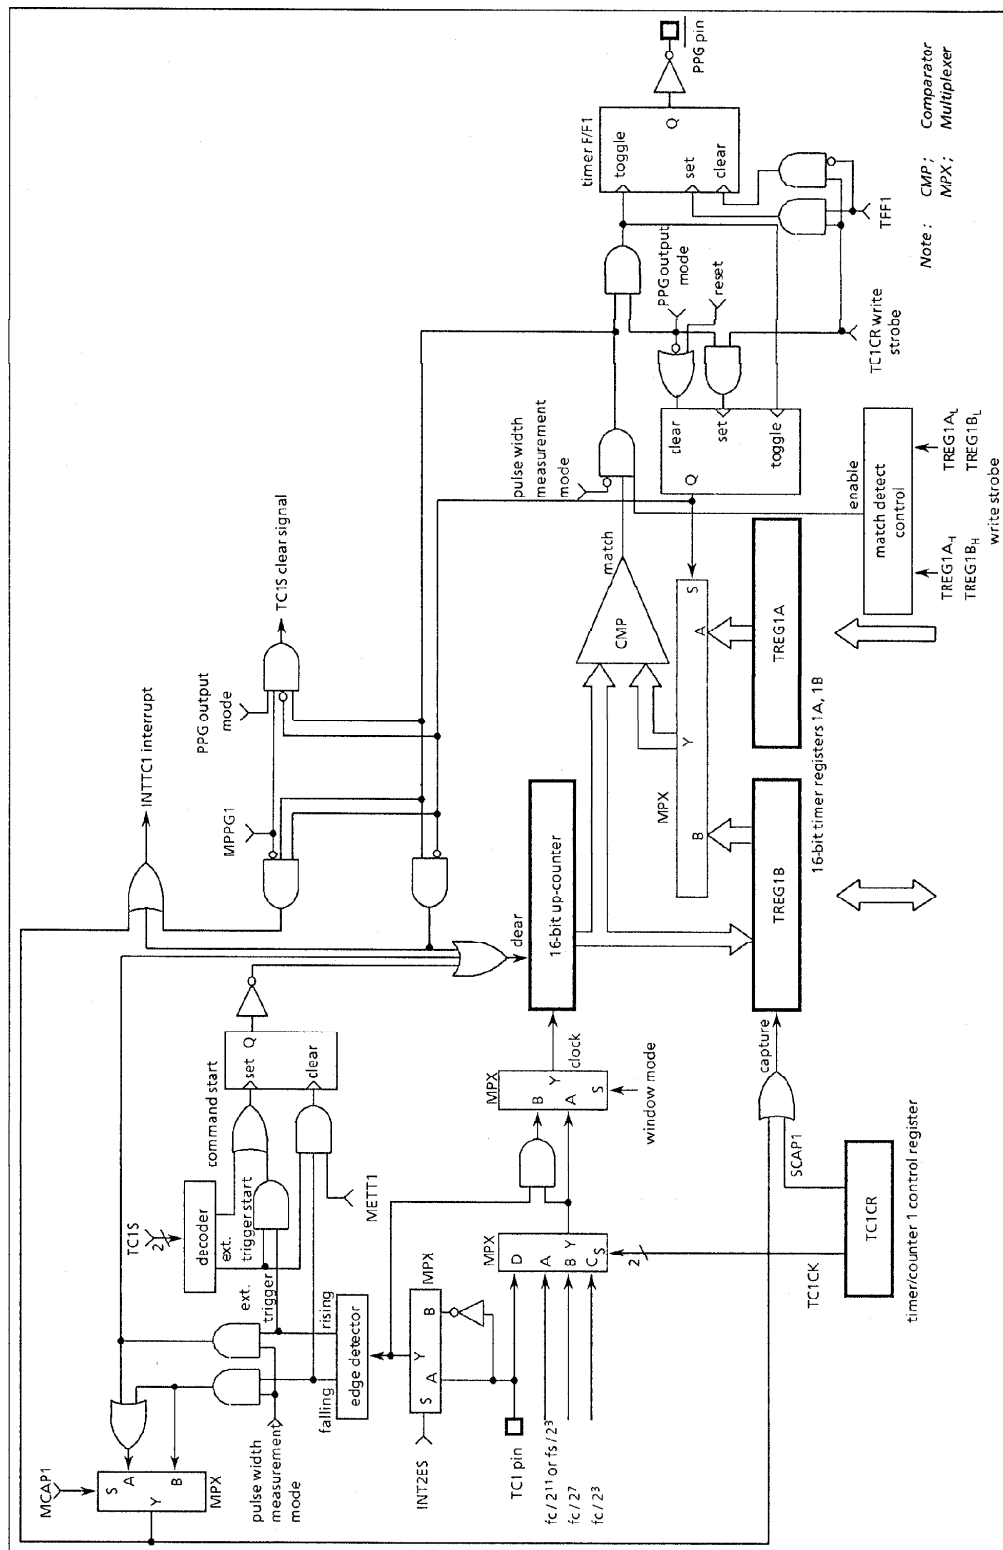 MCAP1
S
A
B
Y
MPX
pulse width
measurement
mode
TC1S
2
decoder
ext.
trigger start
command start
ext.
trigger
falling
rising
edge detector
set Q
clear
METT1
INT2ES
S
A
Y
B
MPX
TC1 pin
fc / 2¹¹ or fs / 2³
fc / 2⁷
fc / 2³
MPX
D
A
B Y
C S
2
TC1CK
MPX
B
Y
A
S
clock
window mode
TC1CR
timer/counter 1 control register
SCAP1
capture
INTTC1 interrupt
MPPG1
PPG output
mode
TC1S clear signal
clear
16-bit up-counter
MPX
B
Y
A
S
TREG1B
TREG1A
16-bit timer registers 1A, 1B
CMP
match
pulse width
measurement
mode
enable
match detect
control
TREG1A_H
TREG1B_H
TREG1A_L
TREG1B_L
write strobe
Q
clear
set
toggle
PPG output
mode
reset
TC1CR write
strobe
TFF1
timer F/F1
toggle
set
clear
Q
PPG pin
Note : CMP ; Comparator
MPX ; Multiplexer